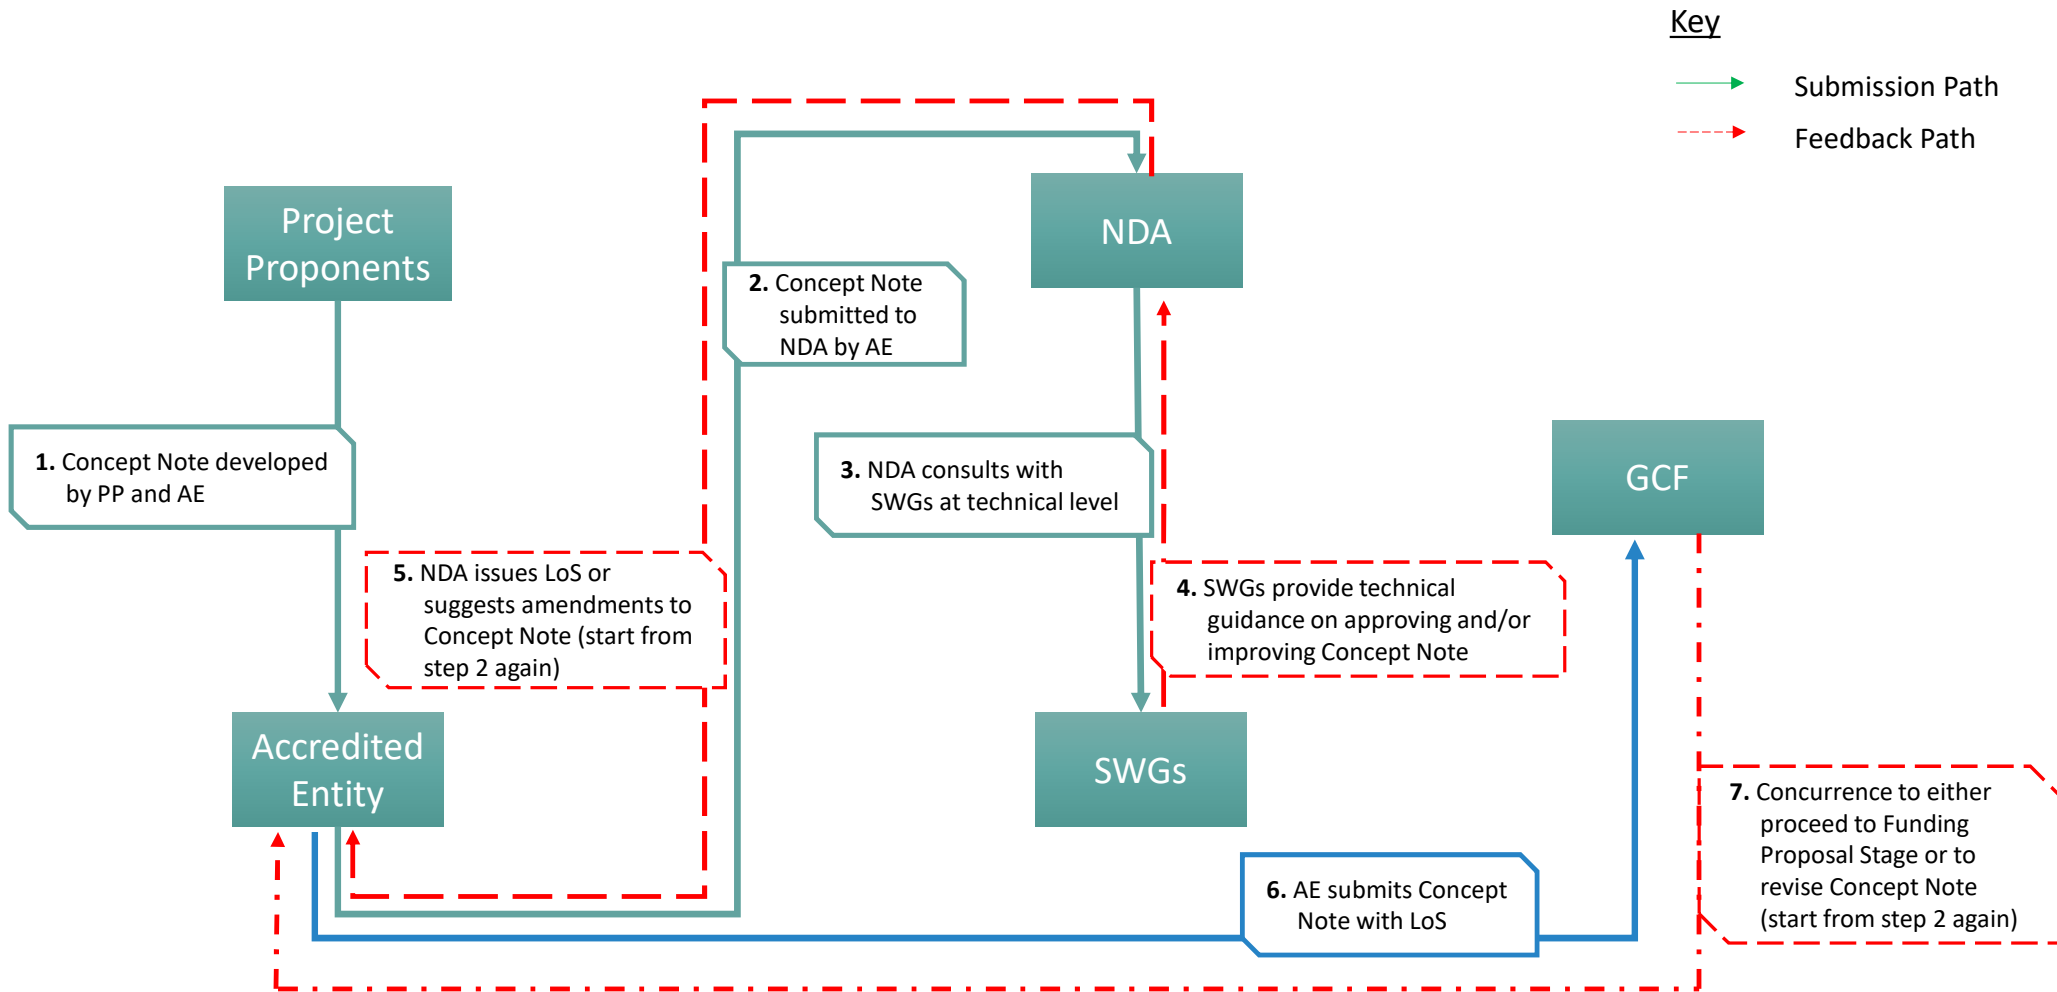 Key
Submission Path
Feedback Path
Project
Proponents
NDA
2. Concept Note
submitted to
NDA by AE
1. Concept Note developed
by PP and AE
3. NDA consults with
SWGs at technical level
GCF
5. NDA issues LoS or
suggests amendments to
Concept Note (start from
step 2 again)
4. SWGs provide technical
guidance on approving and/or
improving Concept Note
Accredited
Entity
SWGs
7. Concurrence to either
proceed to Funding
Proposal Stage or to
revise Concept Note
(start from step 2 again)
6. AE submits Concept
Note with LoS